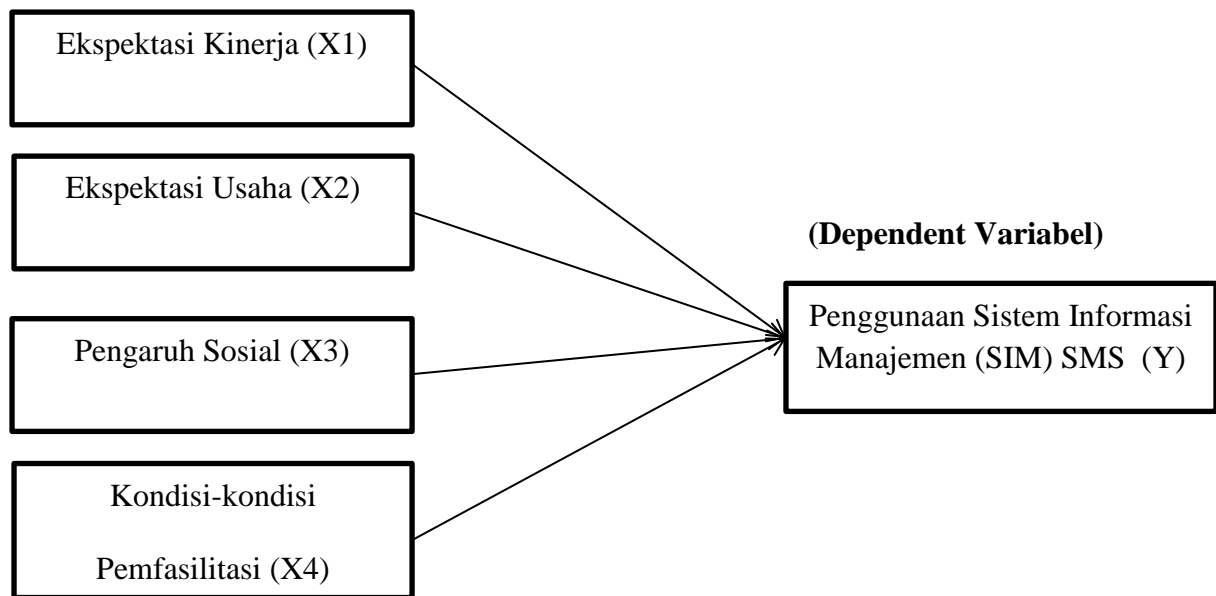 Ekspektasi Kinerja (X1)
Ekspektasi Usaha (X2)
(Dependent Variabel)
Penggunaan Sistem Informasi
Manajemen (SIM) SMS  (Y)
Pengaruh Sosial (X3)
Kondisi-kondisi
Pemfasilitasi (X4)